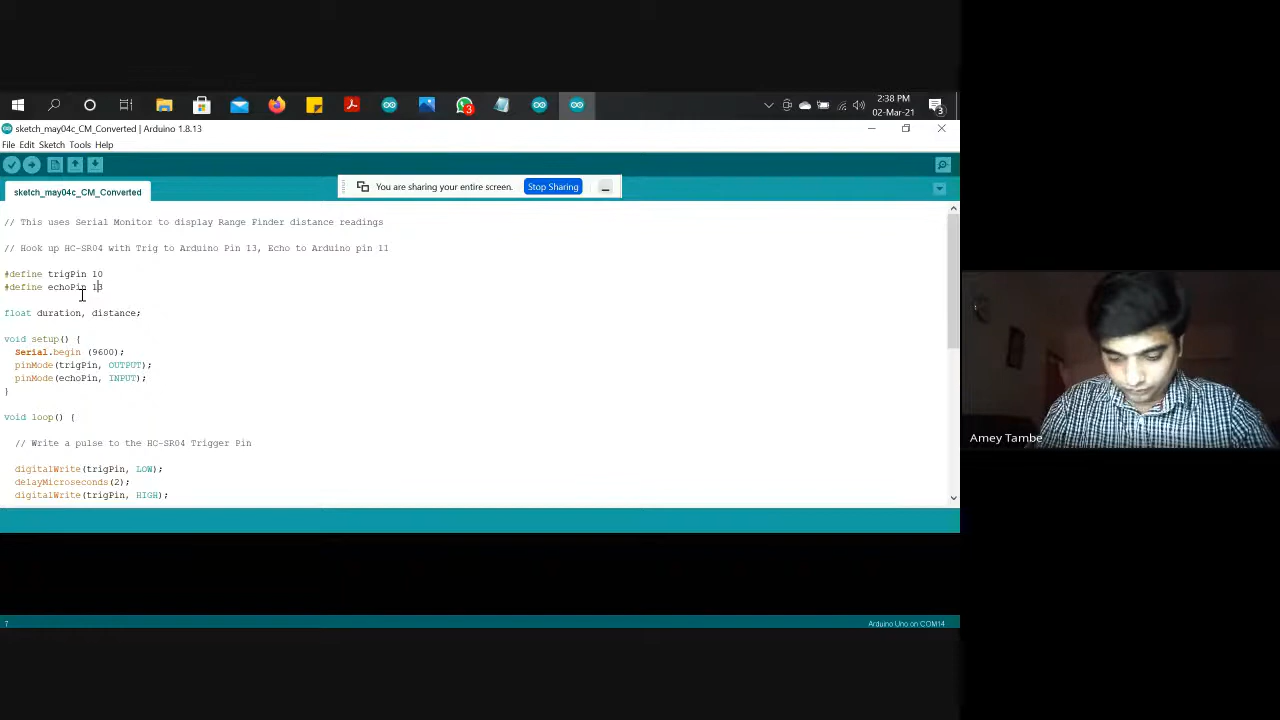 2:38 PM
02-Mar-21
3
3
sketch_may04c_CM_Converted | Arduino 1.8.13
File Edit Sketch Tools Help
You are sharing your entire screen.
Stop Sharing
sketch_may04c_CM_Converted
// This uses Serial Monitor to display Range Finder distance readings
// Hook up HC-SR04 with Trig to Arduino Pin 13, Echo to Arduino pin 11
#define trigPin 10
#define echoPin 13
float duration, distance;
void setup() {
Serial.begin (9600);
pinMode(trigPin, OUTPUT);
pinMode(echoPin, INPUT);
}
void loop() {
// Write a pulse to the HC-SR04 Trigger Pin
digitalWrite(trigPin, LOW);
delayMicroseconds(2);
digitalWrite(trigPin, HIGH);
Amey Tambe
7
Arduino Uno on COM14